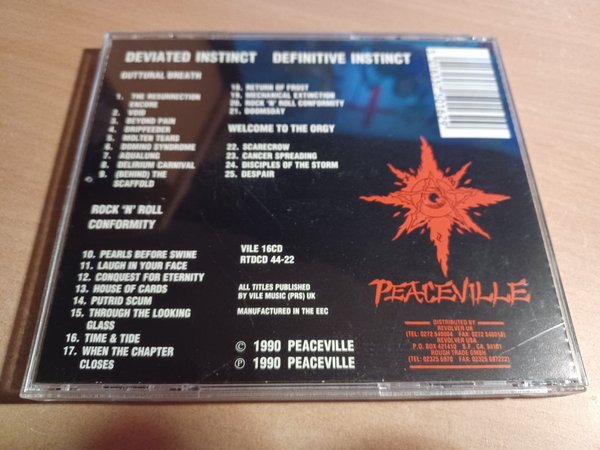 DEVIATED INSTINCT DEFINITIVE INSTINCT
GUTTURAL BREATH
1. THE RESURRECTION
ENCORE
2. VOID
3. BEYOND PAIN
4. DRIPFEEDER
5. MOLTEN TEARS
6. DOMINO SYNDROME
7. AQUALUNG
8. DELIRIUM CARNIVAL
9. (BEHIND) THE
SCAFFOLD
ROCK 'N' ROLL
CONFORMITY
10. PEARLS BEFORE SWINE
11. LAUGH IN YOUR FACE
12. CONQUEST FOR ETERNITY
13. HOUSE OF CARDS
14. PUTRID SCUM
15. THROUGH THE LOOKING
GLASS
16. TIME & TIDE
17. WHEN THE CHAPTER
CLOSES
18. RETURN OF FROST
19. MECHANICAL EXTINCTION
20. ROCK 'N' ROLL CONFORMITY
21. DOOMSDAY
WELCOME TO THE ORGY
22. SCARECROW
23. CANCER SPREADING
24. DISCIPLES OF THE STORM
25. DESPAIR
VILE 16CD
RTDCD 44-22
ALL TITLES PUBLISHED
BY VILE MUSIC (PRS) UK
MANUFACTURED IN THE EEC
© 1990 PEACEVILLE
℗ 1990 PEACEVILLE
PEACEVILLE
DISTRIBUTED BY
REVOLVER UK
REVOLVER USA
P.O. BOX 421410 S.F., CA. 94101
ROUGH TRADE GMBH